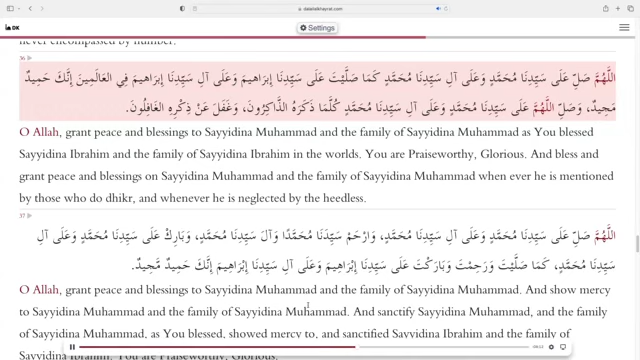 dalailalkhayrat.com
DK
Settings
never encompassed by number.
36
اللَّهُمَّ صَلِّ عَلَى سَيِّدِنَا مُحَمَّدٍ وَعَلَى آلِ سَيِّدِنَا مُحَمَّدٍ كَمَا صَلَّيْتَ عَلَى سَيِّدِنَا إِبْرَاهِيمَ وَعَلَى آلِ سَيِّدِنَا إِبْرَاهِيمَ فِي الْعَالَمِينَ إِنَّكَ حَمِيدٌ
مَجِيدٌ، وَصَلِّ اللَّهُمَّ عَلَى سَيِّدِنَا مُحَمَّدٍ وَعَلَى آلِ سَيِّدِنَا مُحَمَّدٍ كُلَّمَا ذَكَرَهُ الذَّاكِرُونَ، وَغَفَلَ عَنْ ذِكْرِهِ الْغَافِلُونَ.
O Allah, grant peace and blessings to Sayyidina Muhammad and the family of Sayyidina Muhammad as You blessed
Sayyidina Ibrahim and the family of Sayyidina Ibrahim in the worlds. You are Praiseworthy, Glorious. And bless and
grant peace and blessings on Sayyidina Muhammad and the family of Sayyidina Muhammad when ever he is mentioned
by those who do dhikr, and whenever he is neglected by the heedless.
37
اللَّهُمَّ صَلِّ عَلَى سَيِّدِنَا مُحَمَّدٍ وَعَلَى آلِ سَيِّدِنَا مُحَمَّدٍ، وَارْحَمْ سَيِّدَنَا مُحَمَّدًا وَآلَ سَيِّدِنَا مُحَمَّدٍ، وَبَارِكْ عَلَى سَيِّدِنَا مُحَمَّدٍ وَعَلَى آلِ
سَيِّدِنَا مُحَمَّدٍ، كَمَا صَلَّيْتَ وَرَحِمْتَ وَبَارَكْتَ عَلَى سَيِّدِنَا إِبْرَاهِيمَ وَعَلَى آلِ سَيِّدِنَا إِبْرَاهِيمَ إِنَّكَ حَمِيدٌ مَّجِيدٌ.
O Allah, grant peace and blessings to Sayyidina Muhammad and the family of Sayyidina Muhammad. And show mercy
to Sayyidina Muhammad and the family of Sayyidina Muhammad. And sanctify Sayyidina Muhammad, and the family
of Sayyidina Muhammad, as You blessed, showed mercy to, and sanctified Sayyidina Ibrahim and the family of
Sayyidina Ibrahim. You are Praiseworthy, Glorious.